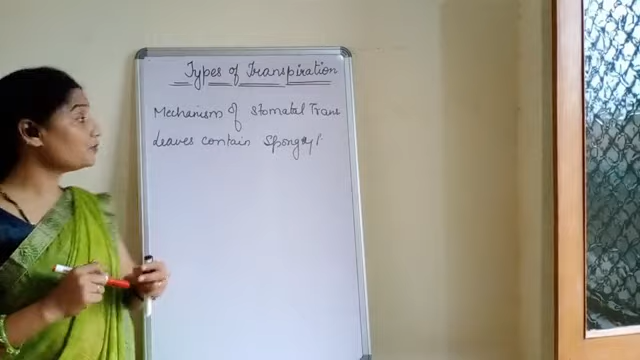 Types of Transpiration
Mechanism of Stomatal Trans
Leaves contain Spongy